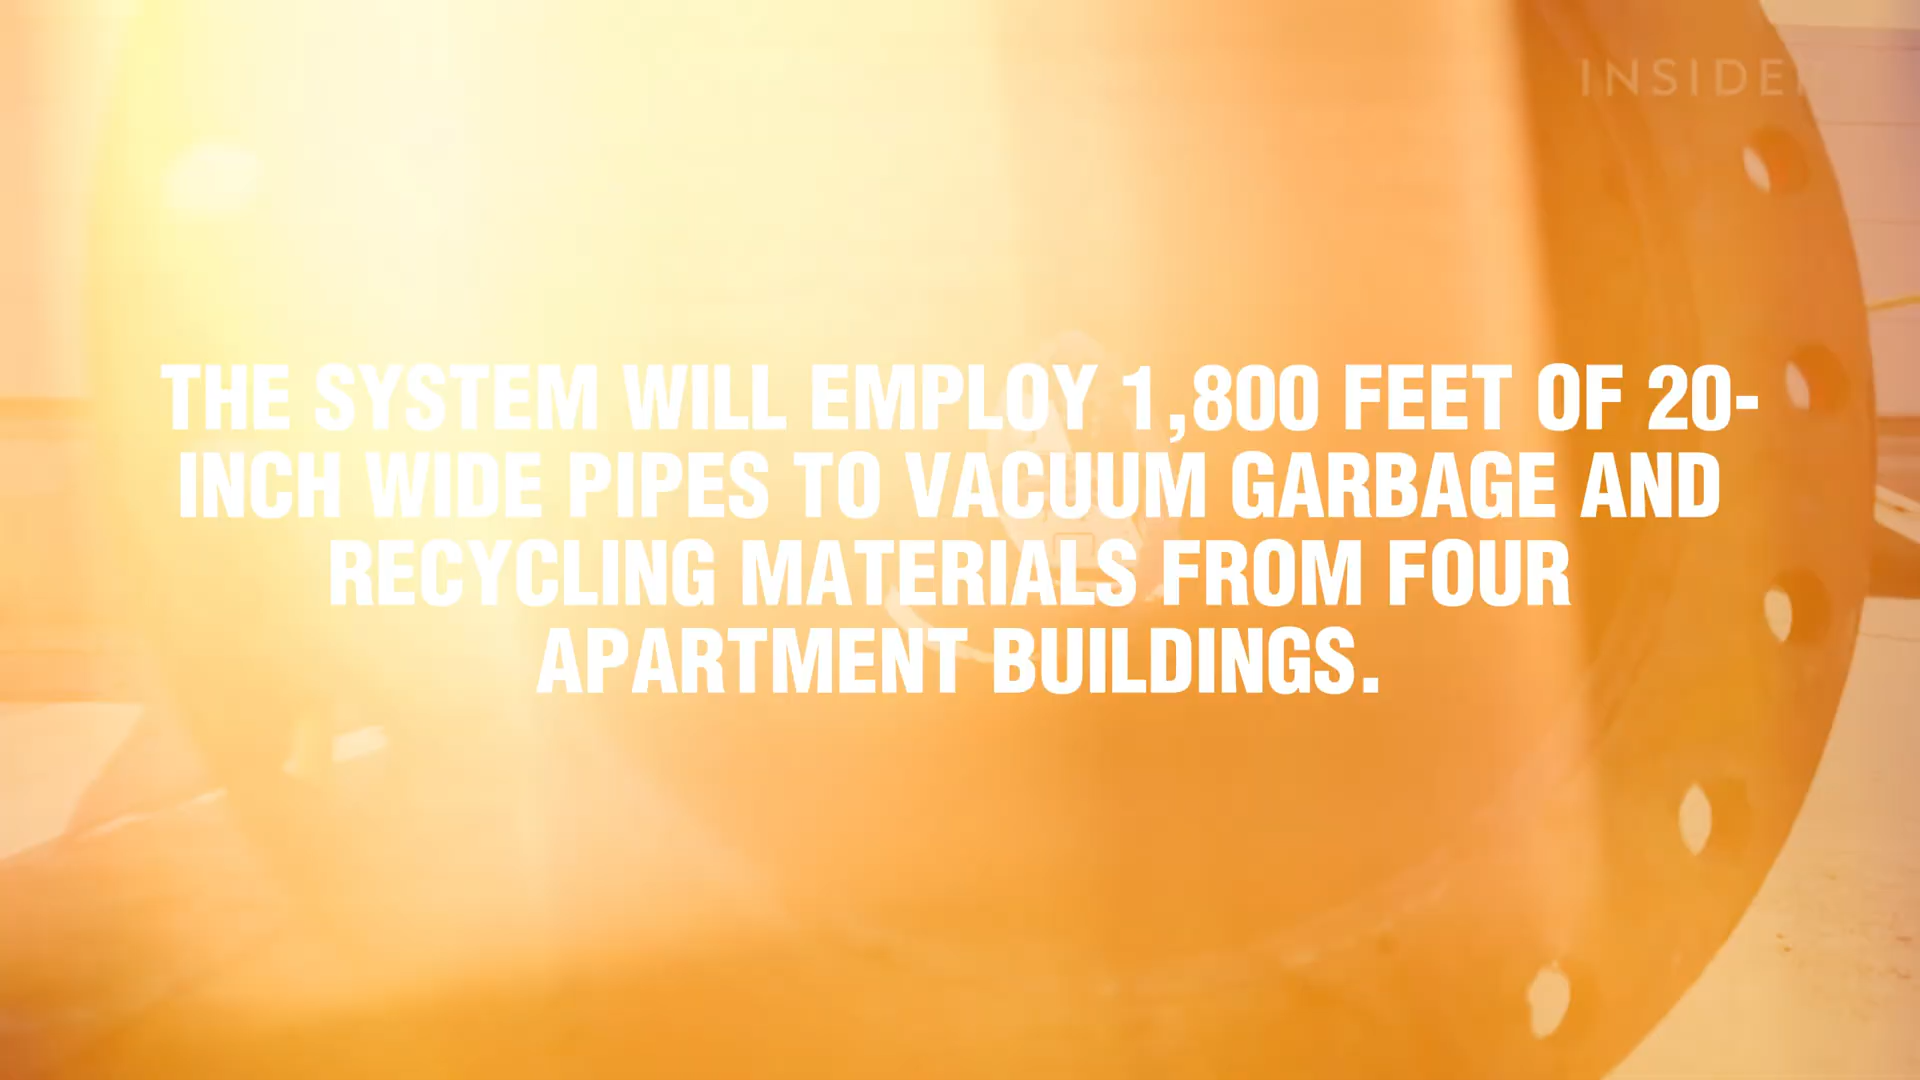 INSIDER
THE SYSTEM WILL EMPLOY 1,800 FEET OF 20-
INCH WIDE PIPES TO VACUUM GARBAGE AND
RECYCLING MATERIALS FROM FOUR
APARTMENT BUILDINGS.